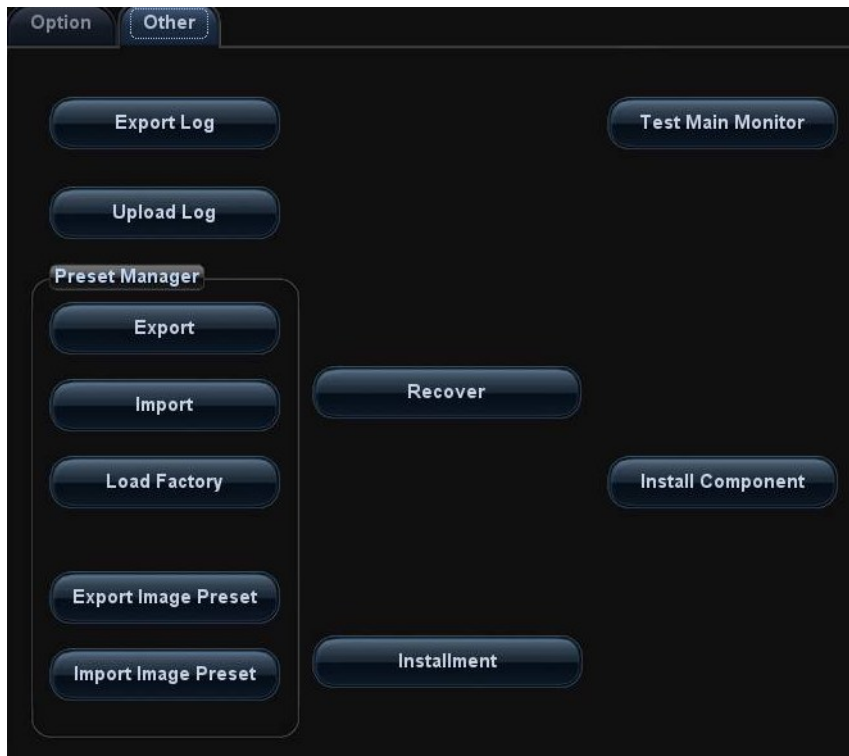 Option
Other
Export Log
Test Main Monitor
Upload Log
Preset Manager
Export
Import
Recover
Load Factory
Install Component
Export Image Preset
Import Image Preset
Installment